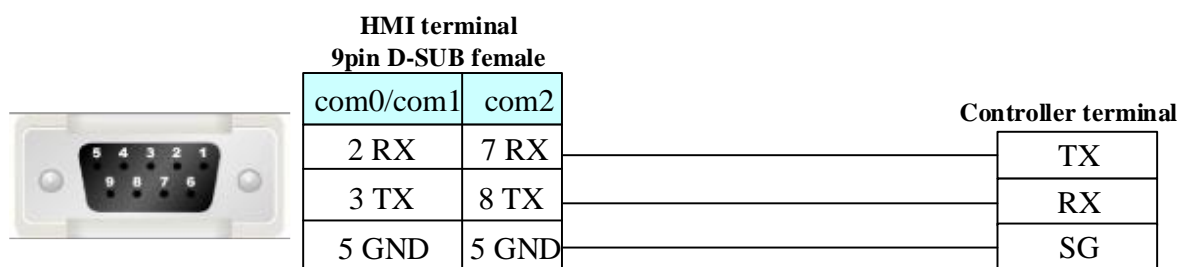 HMI terminal
9pin D-SUB female
com0/com1 com2
Controller terminal
5 4 3 2 1
9 8 7 6
2 RX 7 RX
TX
3 TX 8 TX
RX
5 GND 5 GND
SG